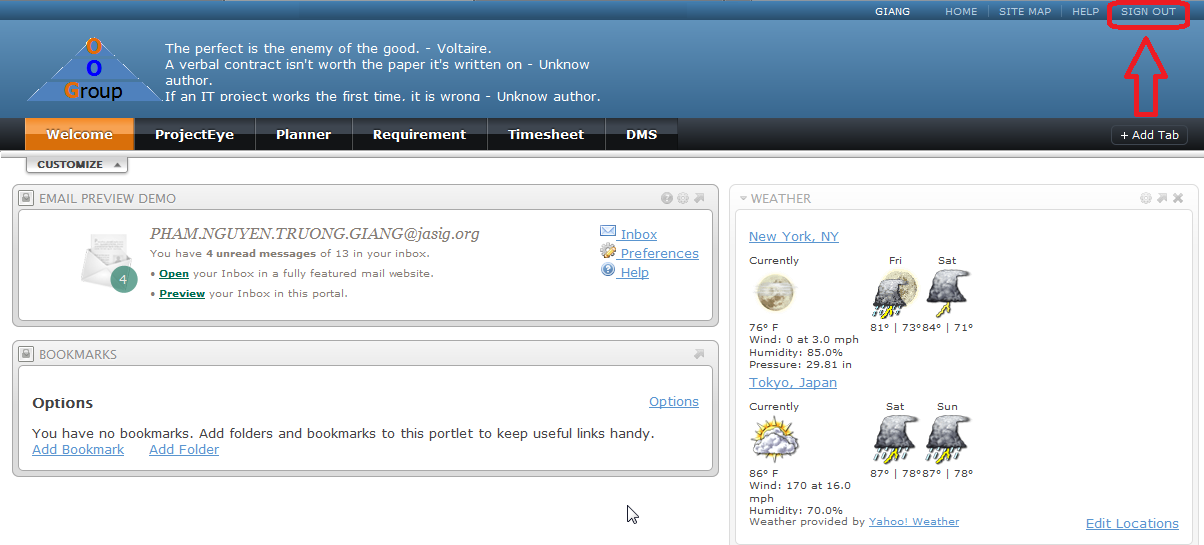 GIANG HOME SITE MAP HELP SIGN OUT
O
O
Group
The perfect is the enemy of the good. - Voltaire.
A verbal contract isn't worth the paper it's written on - Unknow
author.
If an IT project works the first time, it is wrong - Unknow author.
Welcome ProjectEye Planner Requirement Timesheet DMS + Add Tab
CUSTOMIZE
EMAIL PREVIEW DEMO
PHAM.NGUYEN.TRUONG.GIANG@jasig.org
You have 4 unread messages of 13 in your inbox.
• Open your Inbox in a fully featured mail website.
• Preview your Inbox in this portal.
4
Inbox
Preferences
Help
BOOKMARKS
Options Options
You have no bookmarks. Add folders and bookmarks to this portlet to keep useful links handy.
Add Bookmark Add Folder
WEATHER
New York, NY
Currently Fri Sat
76° F 81° | 73° 84° | 71°
Wind: 0 at 3.0 mph
Humidity: 85.0%
Pressure: 29.81 in
Tokyo, Japan
Currently Sat Sun
86° F 87° | 78° 87° | 78°
Wind: 170 at 16.0
mph
Humidity: 70.0%
Weather provided by Yahoo! Weather
Edit Locations